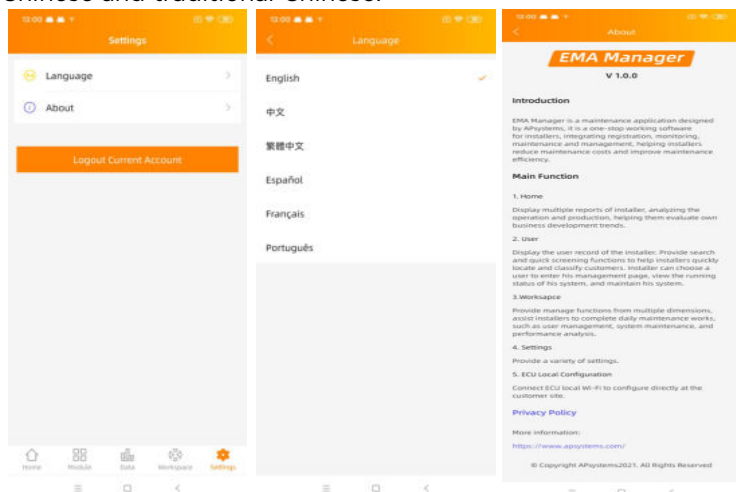 Chinese and traditional Chinese.
12:00
Settings
Language
About
Logout Current Account
Home
Module
Data
Workspace
Settings
12:00
Language
English
中文
繁體中文
Español
Français
Português
12:00
About
EMA Manager
V 1.0.0
Introduction
EMA Manager is a maintenance application designed
by APsystems, it is a one-stop working software
for installers, integrating registration, monitoring,
maintenance and management, helping installers
reduce maintenance costs and improve maintenance
efficiency.
Main Function
1. Home
Display multiple reports of installer, analyzing the
operation and production, helping them evaluate own
business development trends.
2. User
Display the user record of the installer. Provide search
and quick screening functions to help installers quickly
locate and classify customers. Installer can choose a
user to enter his management page, view the running
status of his system, and maintain his system.
3.Worksapce
Provide manage functions from multiple dimensions,
assist installers to complete daily maintenance works,
such as user management, system maintenance, and
performance analysis.
4. Settings
Provide a variety of settings.
5. ECU Local Configuration
Connect ECU local Wi-Fi to configure directly at the
customer site.
Privacy Policy
More information:
https://www.apsystems.com/
© Copyright APsystems2021. All Rights Reserved